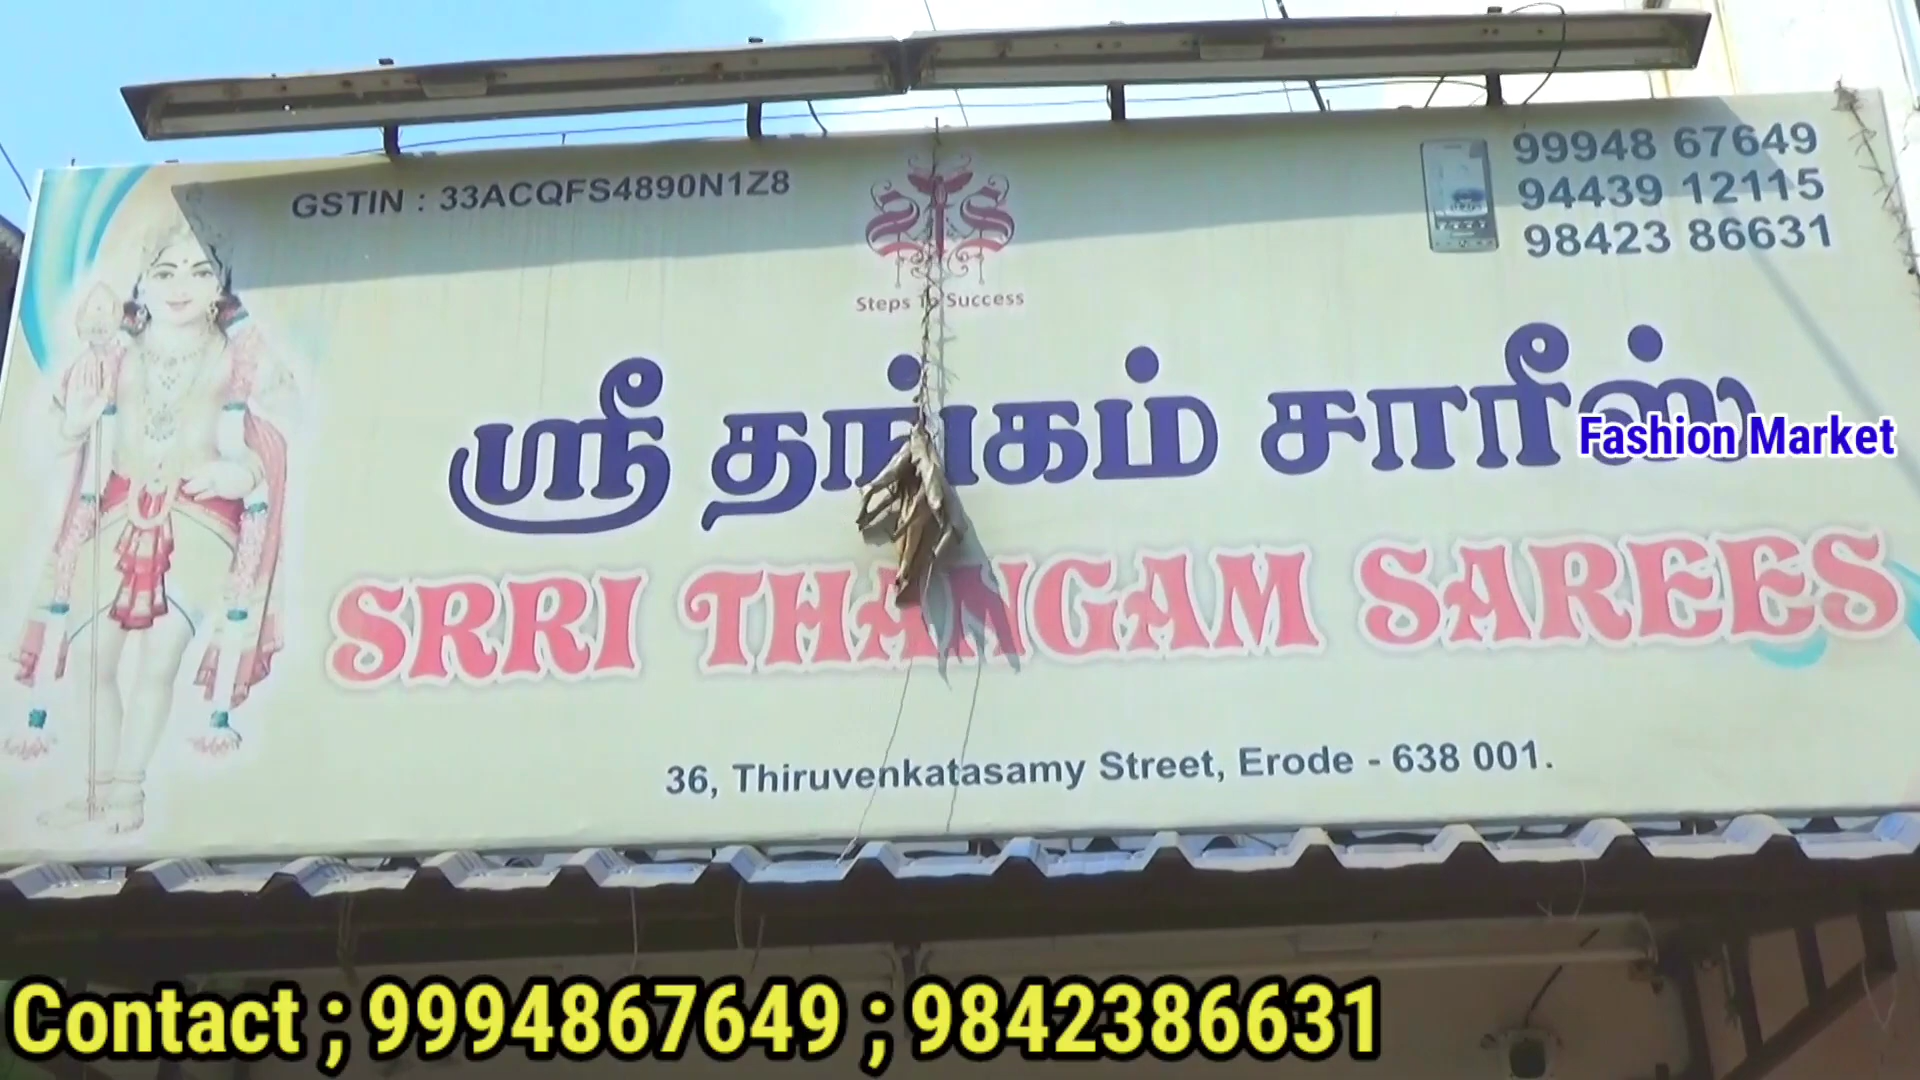 GSTIN : 33ACQFS4890N1Z8
Steps To Success
99948 67649
94439 12115
98423 86631
ஸ்ரீ தங்கம் சாரீஸ்
Fashion Market
SRRI THANGAM SAREES
36, Thiruvenkatasamy Street, Erode - 638 001.
Contact ; 9994867649 ; 9842386631